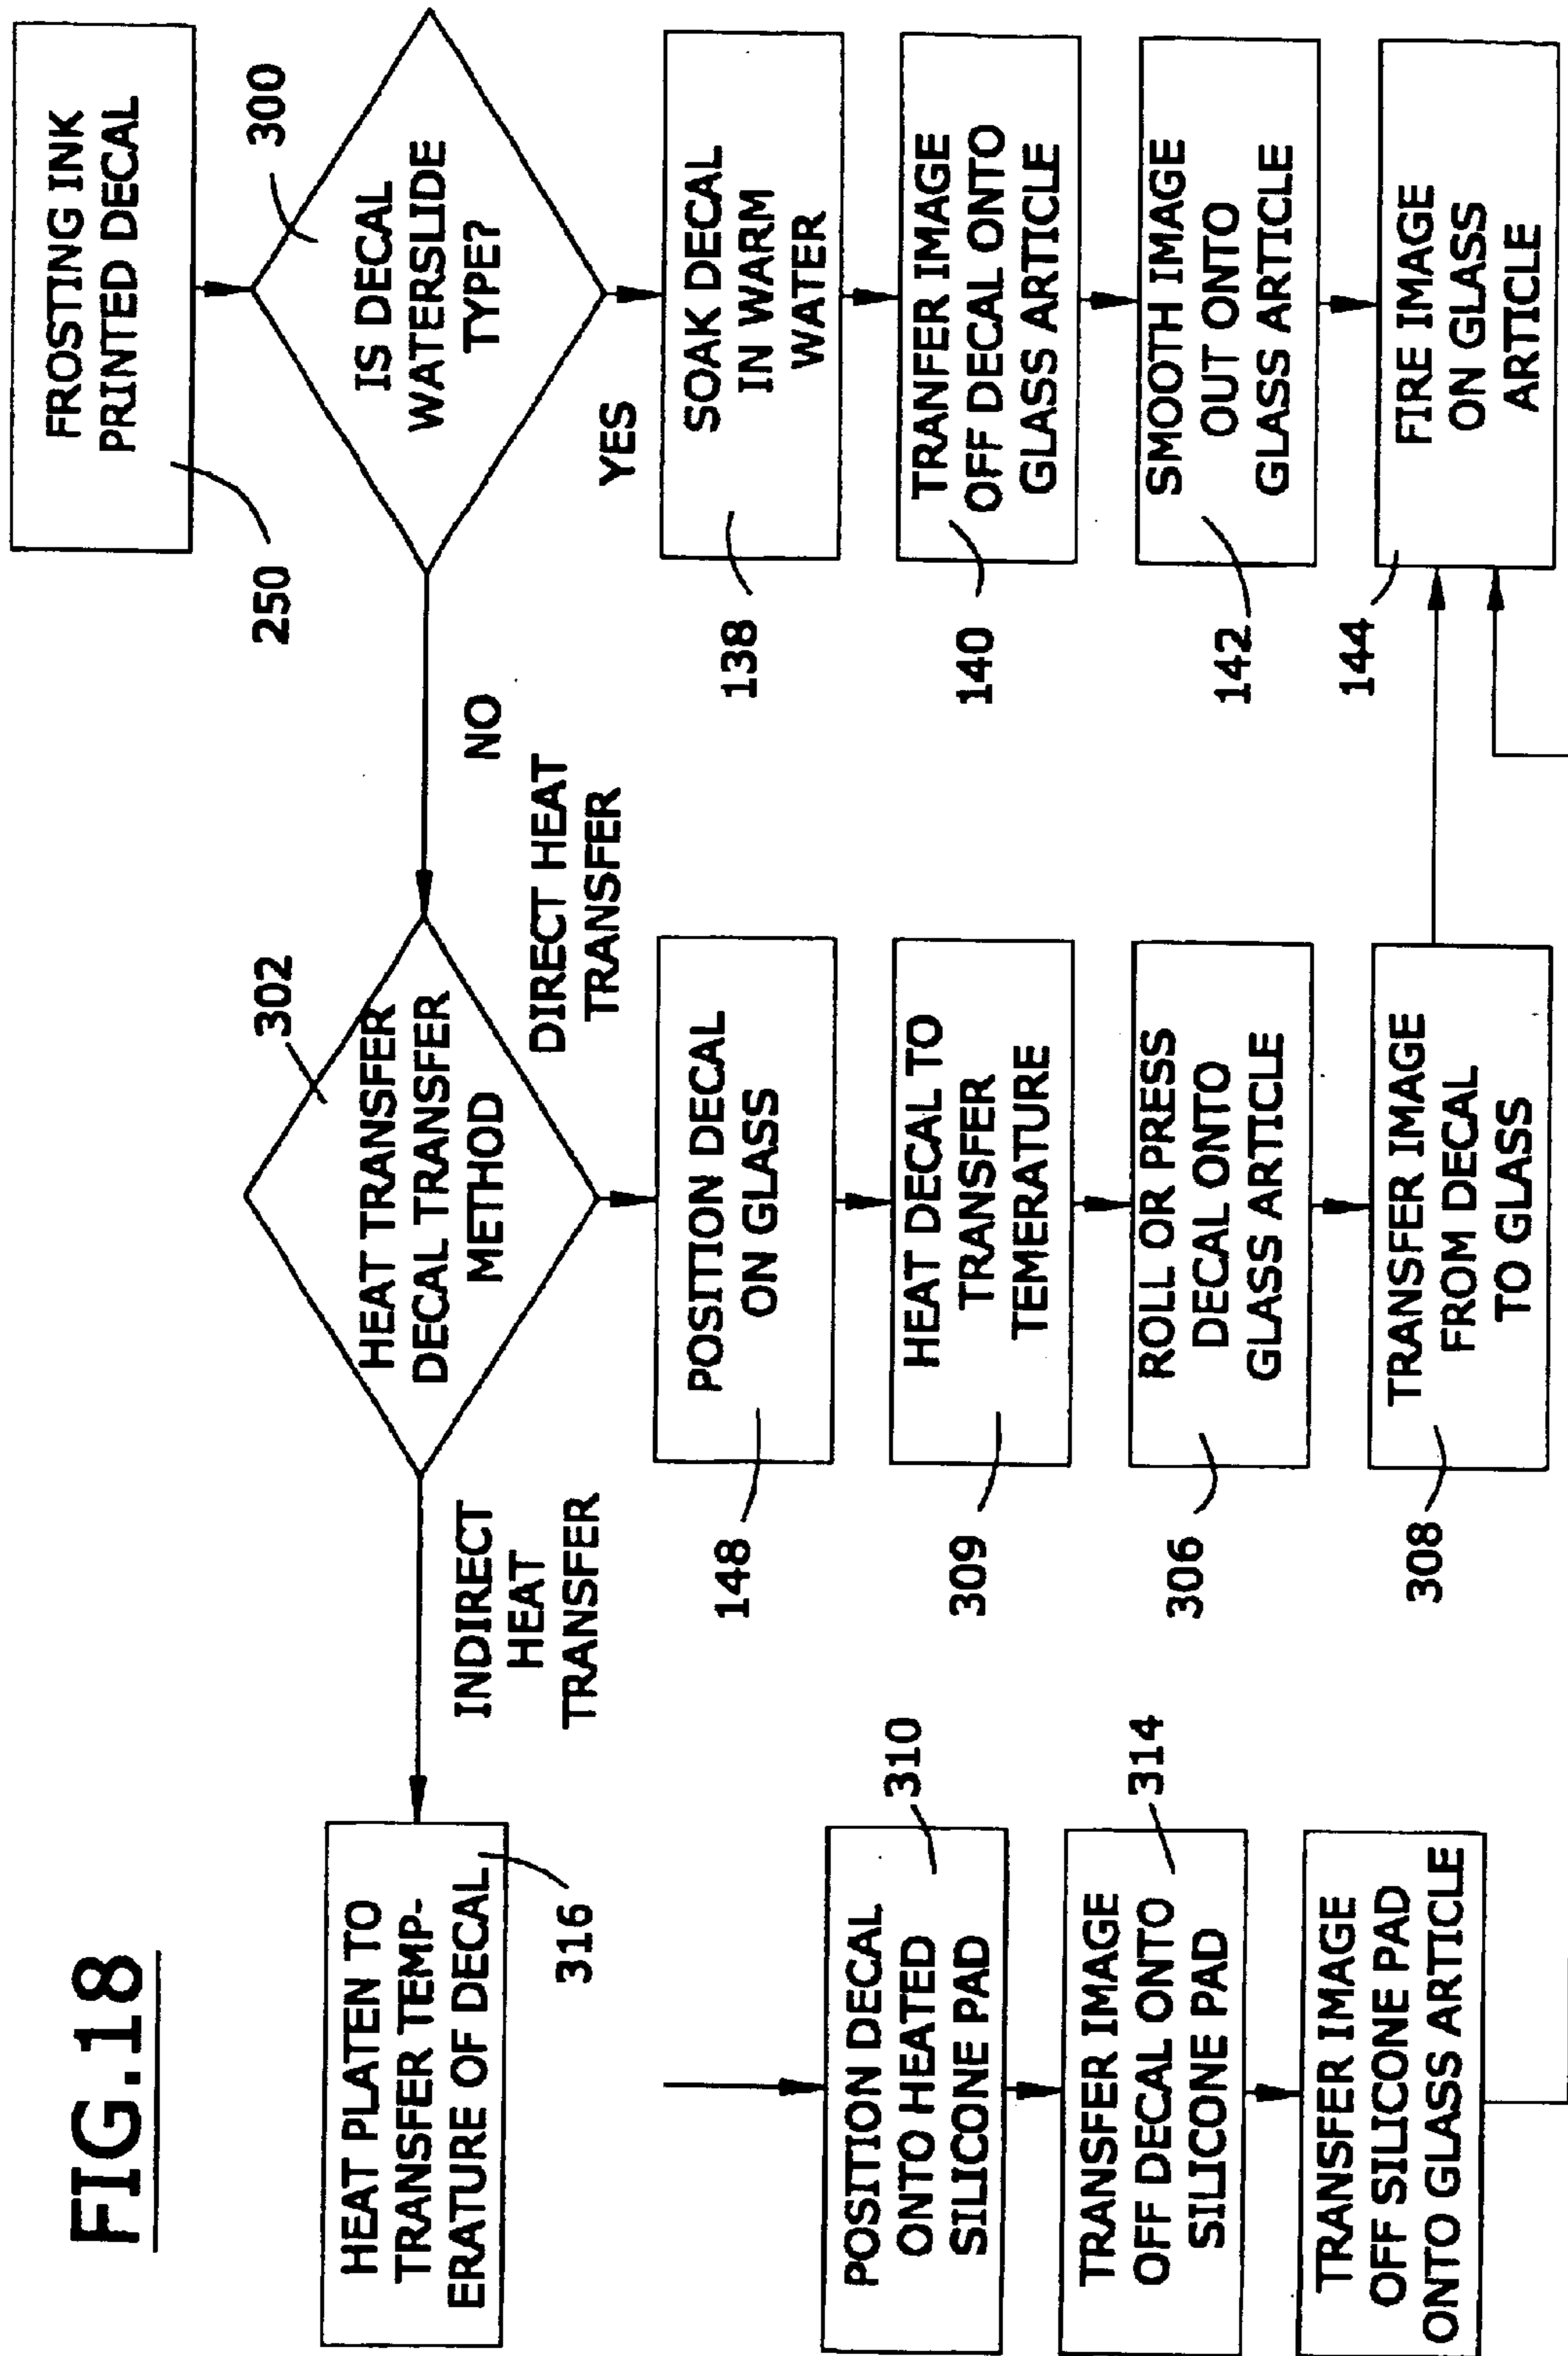 FIG.18
FROSTING INK
PRINTED DECAL
250
IS DECAL
WATERSLIDE
TYPE?
300
YES
NO
SOAK DECAL
IN WARM
WATER
138
TRANFER IMAGE
OFF DECAL ONTO
GLASS ARTICLE
140
SMOOTH IMAGE
OUT ONTO
GLASS ARTICLE
142
FIRE IMAGE
ON GLASS
ARTICLE
144
HEAT TRANSFER
DECAL TRANSFER
METHOD
302
DIRECT HEAT
TRANSFER
POSITION DECAL
ON GLASS
148
HEAT DECAL TO
TRANSFER
TEMERATURE
309
ROLL OR PRESS
DECAL ONTO
GLASS ARTICLE
306
TRANSFER IMAGE
FROM DECAL
TO GLASS
308
INDIRECT
HEAT
TRANSFER
HEAT PLATEN TO
TRANSFER TEMP-
ERATURE OF DECAL
316
POSITION DECAL
ONTO HEATED
SILICONE PAD
310
TRANSFER IMAGE
OFF DECAL ONTO
SILICONE PAD
314
TRANSFER IMAGE
OFF SILICONE PAD
ONTO GLASS ARTICLE